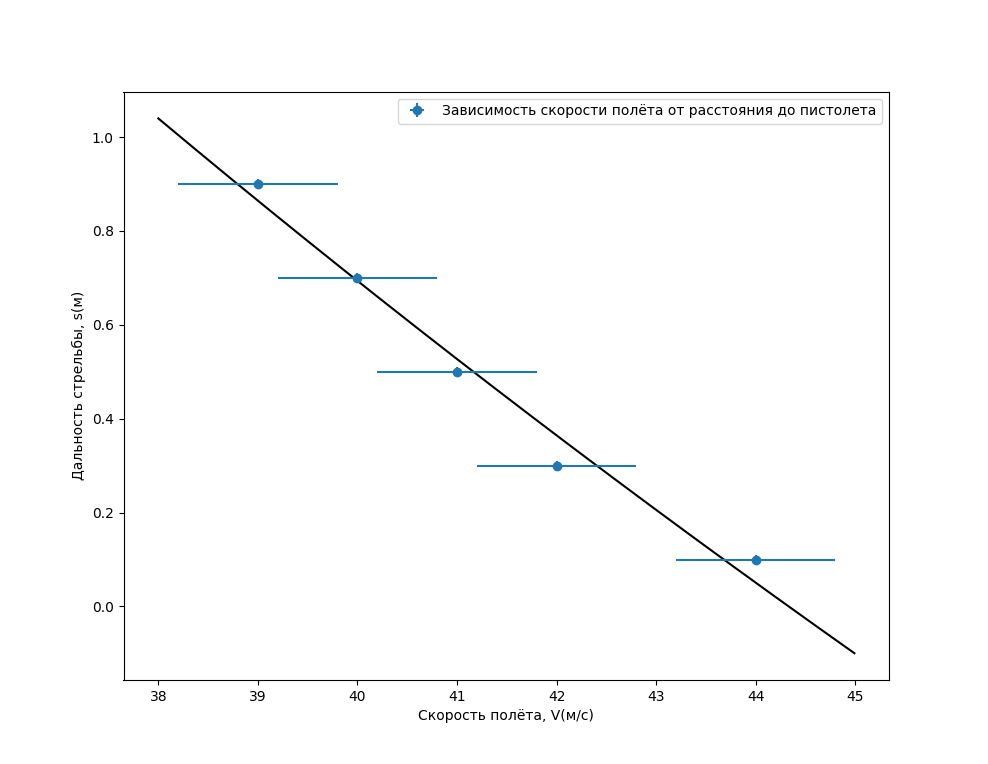 Зависимость скорости полёта от расстояния до пистолета
Дальность стрельбы, s(м)
1.0
0.8
0.6
0.4
0.2
0.0
38 39 40 41 42 43 44 45
Скорость полёта, V(м/с)